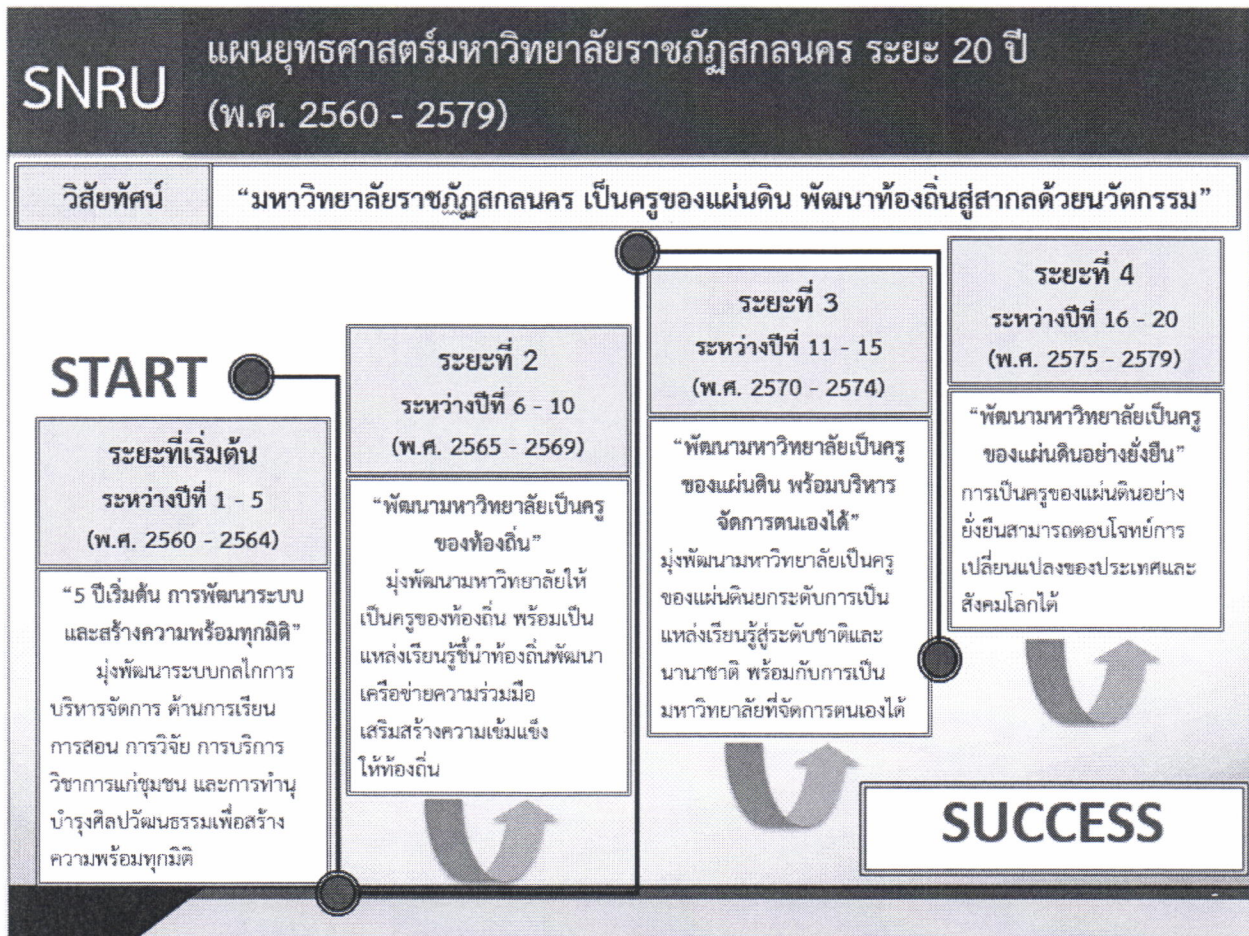 SNRU
แผนยุทธศาสตร์มหาวิทยาลัยราชภัฏสกลนคร ระยะ 20 ปี
(พ.ศ. 2560 - 2579)
วิสัยทัศน์
“มหาวิทยาลัยราชภัฏสกลนคร เป็นครูของแผ่นดิน พัฒนาท้องถิ่นสู่สากลด้วยนวัตกรรม”
START
ระยะที่เริ่มต้น
ระหว่างปีที่ 1 - 5
(พ.ศ. 2560 - 2564)
“5 ปีเริ่มต้น การพัฒนาระบบ
และสร้างความพร้อมทุกมิติ”
มุ่งพัฒนาระบบกลไกการ
บริหารจัดการ ด้านการเรียน
การสอน การวิจัย การบริการ
วิชาการแก่ชุมชน และการทำนุ
บำรุงศิลปวัฒนธรรมเพื่อสร้าง
ความพร้อมทุกมิติ
ระยะที่ 2
ระหว่างปีที่ 6 - 10
(พ.ศ. 2565 - 2569)
“พัฒนามหาวิทยาลัยเป็นครู
ของท้องถิ่น”
มุ่งพัฒนามหาวิทยาลัยให้
เป็นครูของท้องถิ่น พร้อมเป็น
แหล่งเรียนรู้ชี้นำท้องถิ่นพัฒนา
เครือข่ายความร่วมมือ
เสริมสร้างความเข้มแข็ง
ให้ท้องถิ่น
ระยะที่ 3
ระหว่างปีที่ 11 - 15
(พ.ศ. 2570 - 2574)
“พัฒนามหาวิทยาลัยเป็นครู
ของแผ่นดิน พร้อมบริหาร
จัดการตนเองได้”
มุ่งพัฒนามหาวิทยาลัยเป็นครู
ของแผ่นดินยกระดับการเป็น
แหล่งเรียนรู้สู่ระดับชาติและ
นานาชาติ พร้อมกับการเป็น
มหาวิทยาลัยที่จัดการตนเองได้
ระยะที่ 4
ระหว่างปีที่ 16 - 20
(พ.ศ. 2575 - 2579)
“พัฒนามหาวิทยาลัยเป็นครู
ของแผ่นดินอย่างยั่งยืน”
การเป็นครูของแผ่นดินอย่าง
ยั่งยืนสามารถตอบโจทย์การ
เปลี่ยนแปลงของประเทศและ
สังคมโลกได้
SUCCESS